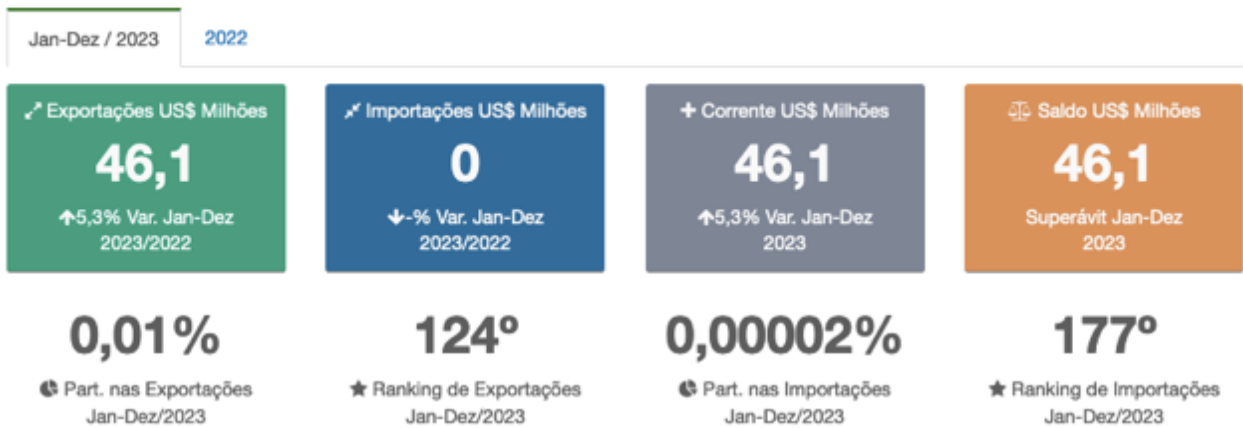 Jan-Dez / 2023
2022
Exportações US$ Milhões
46,1
5,3% Var. Jan-Dez
2023/2022
Importações US$ Milhões
0
-% Var. Jan-Dez
2023/2022
Corrente US$ Milhões
46,1
5,3% Var. Jan-Dez
2023
Saldo US$ Milhões
46,1
Superávit Jan-Dez
2023
0,01%
Part. nas Exportações
Jan-Dez/2023
124º
Ranking de Exportações
Jan-Dez/2023
0,00002%
Part. nas Importações
Jan-Dez/2023
177º
Ranking de Importações
Jan-Dez/2023